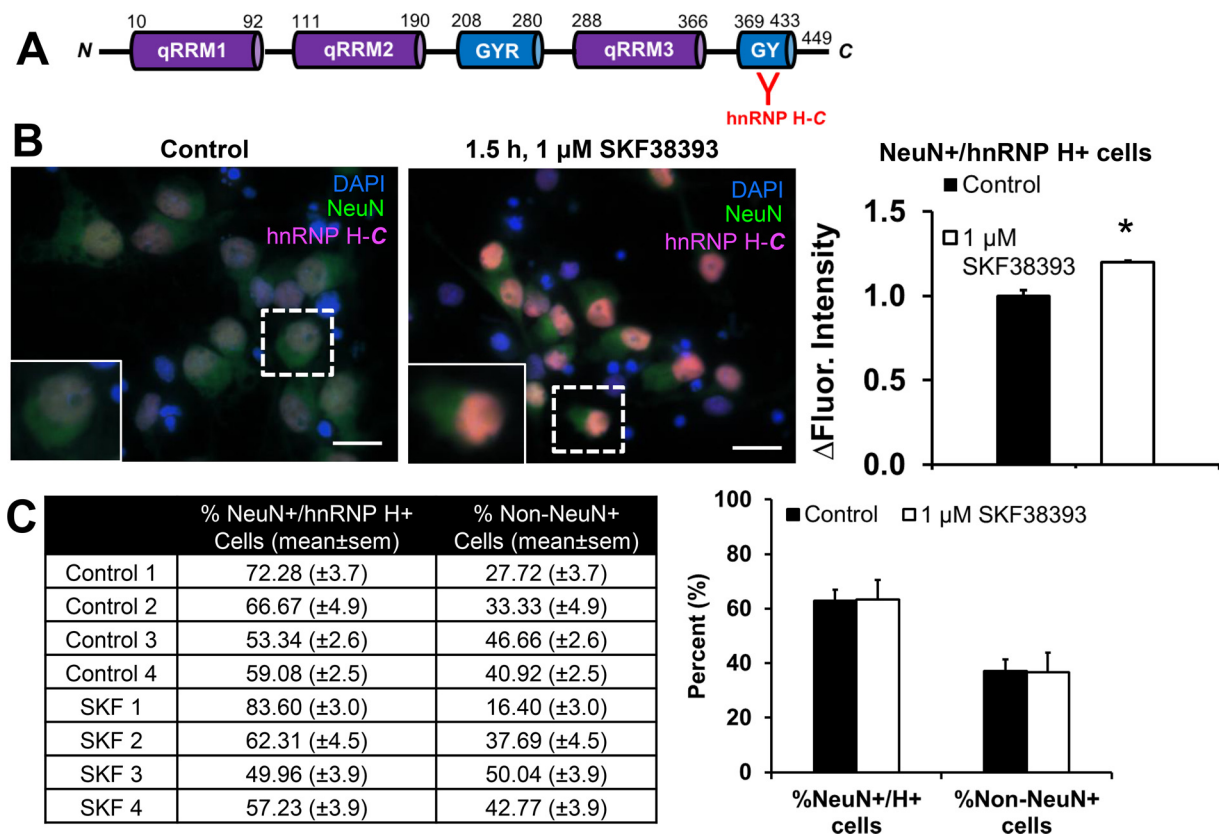 A
10 92 111 190 208 280 288 366 369 433
449
N qRRM1 qRRM2 GYR qRRM3 GY C
hnRNP H-C
B
Control
DAPI
NeuN
hnRNP H-C
1.5 h, 1 µM SKF38393
DAPI
NeuN
hnRNP H-C
NeuN+/hnRNP H+ cells
Control
1 µM
SKF38393
*
ΔFluor. Intensity
1.5
1.0
0.5
0.0
C
% NeuN+/hnRNP H+ Cells (mean±sem) % Non-NeuN+ Cells (mean±sem)
Control 1 72.28 (±3.7) 27.72 (±3.7)
Control 2 66.67 (±4.9) 33.33 (±4.9)
Control 3 53.34 (±2.6) 46.66 (±2.6)
Control 4 59.08 (±2.5) 40.92 (±2.5)
SKF 1 83.60 (±3.0) 16.40 (±3.0)
SKF 2 62.31 (±4.5) 37.69 (±4.5)
SKF 3 49.96 (±3.9) 50.04 (±3.9)
SKF 4 57.23 (±3.9) 42.77 (±3.9)
Control 1 µM SKF38393
Percent (%)
100
80
60
40
20
0
%NeuN+/H+ %Non-NeuN+
cells cells